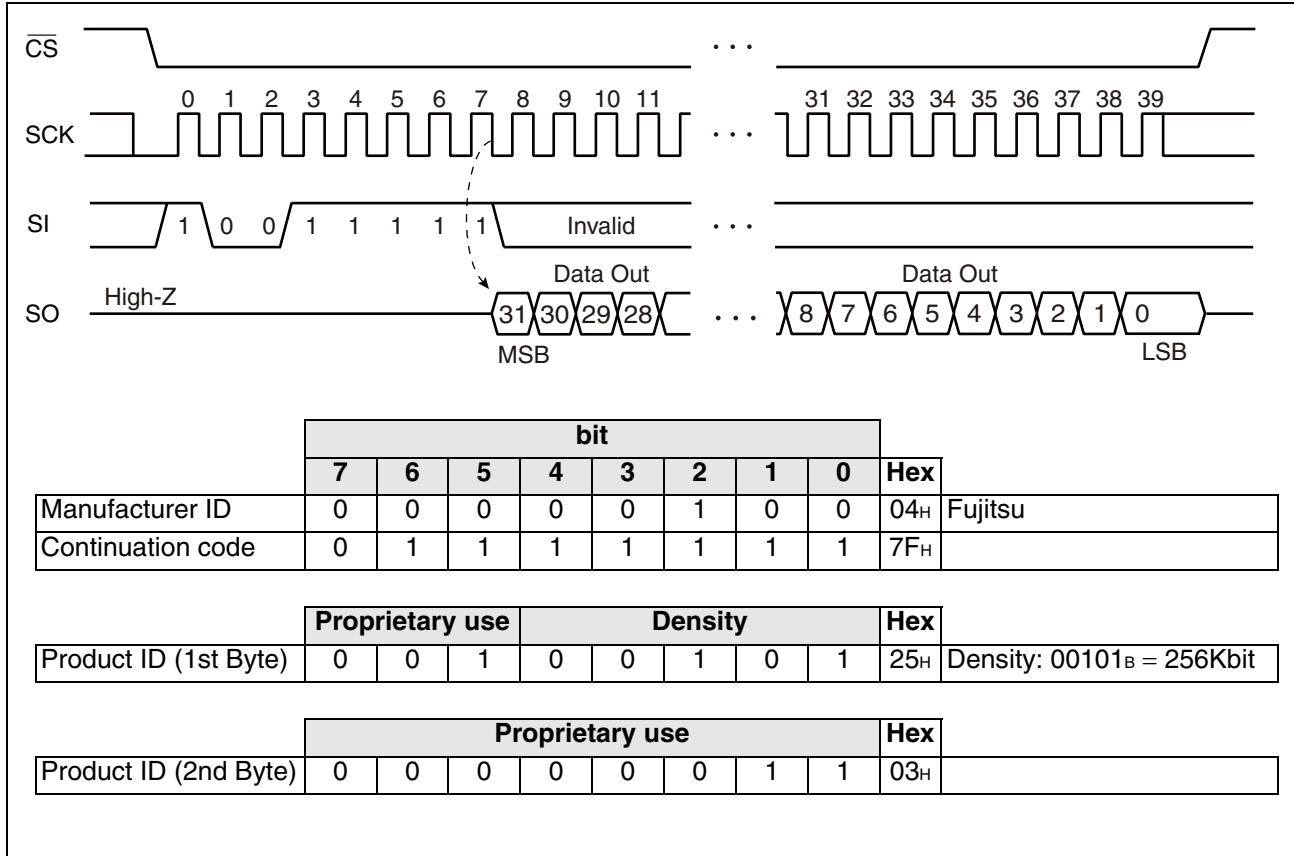 CS ···
0 1 2 3 4 5 6 7 8 9 10 11 31 32 33 34 35 36 37 38 39
SCK ···
SI 1 0 0 1 1 1 1 1 Invalid ···
Data Out Data Out
SO High-Z 31 30 29 28 ··· 8 7 6 5 4 3 2 1 0
MSB LSB
bit
7 6 5 4 3 2 1 0 Hex
Manufacturer ID 0 0 0 0 0 1 0 0 04H Fujitsu
Continuation code 0 1 1 1 1 1 1 1 7FH
Proprietary use Density Hex
Product ID (1st Byte) 0 0 1 0 0 1 0 1 25H Density: 00101B = 256Kbit
Proprietary use Hex
Product ID (2nd Byte) 0 0 0 0 0 0 1 1 03H